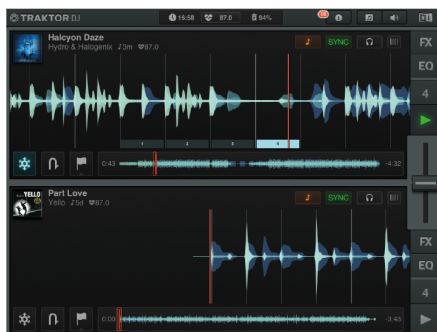 TRAKTOR DJ 16:58 87.0 94%
Halcyon Daze
Hydro & Halogenix ♪3m 87.0
SYNC
FX
EQ
4
1 2 3 4
0:43 -4:32
YELLO
Part Love
Yello ♪5d 87.0
SYNC
FX
EQ
4
0:00 -3:43